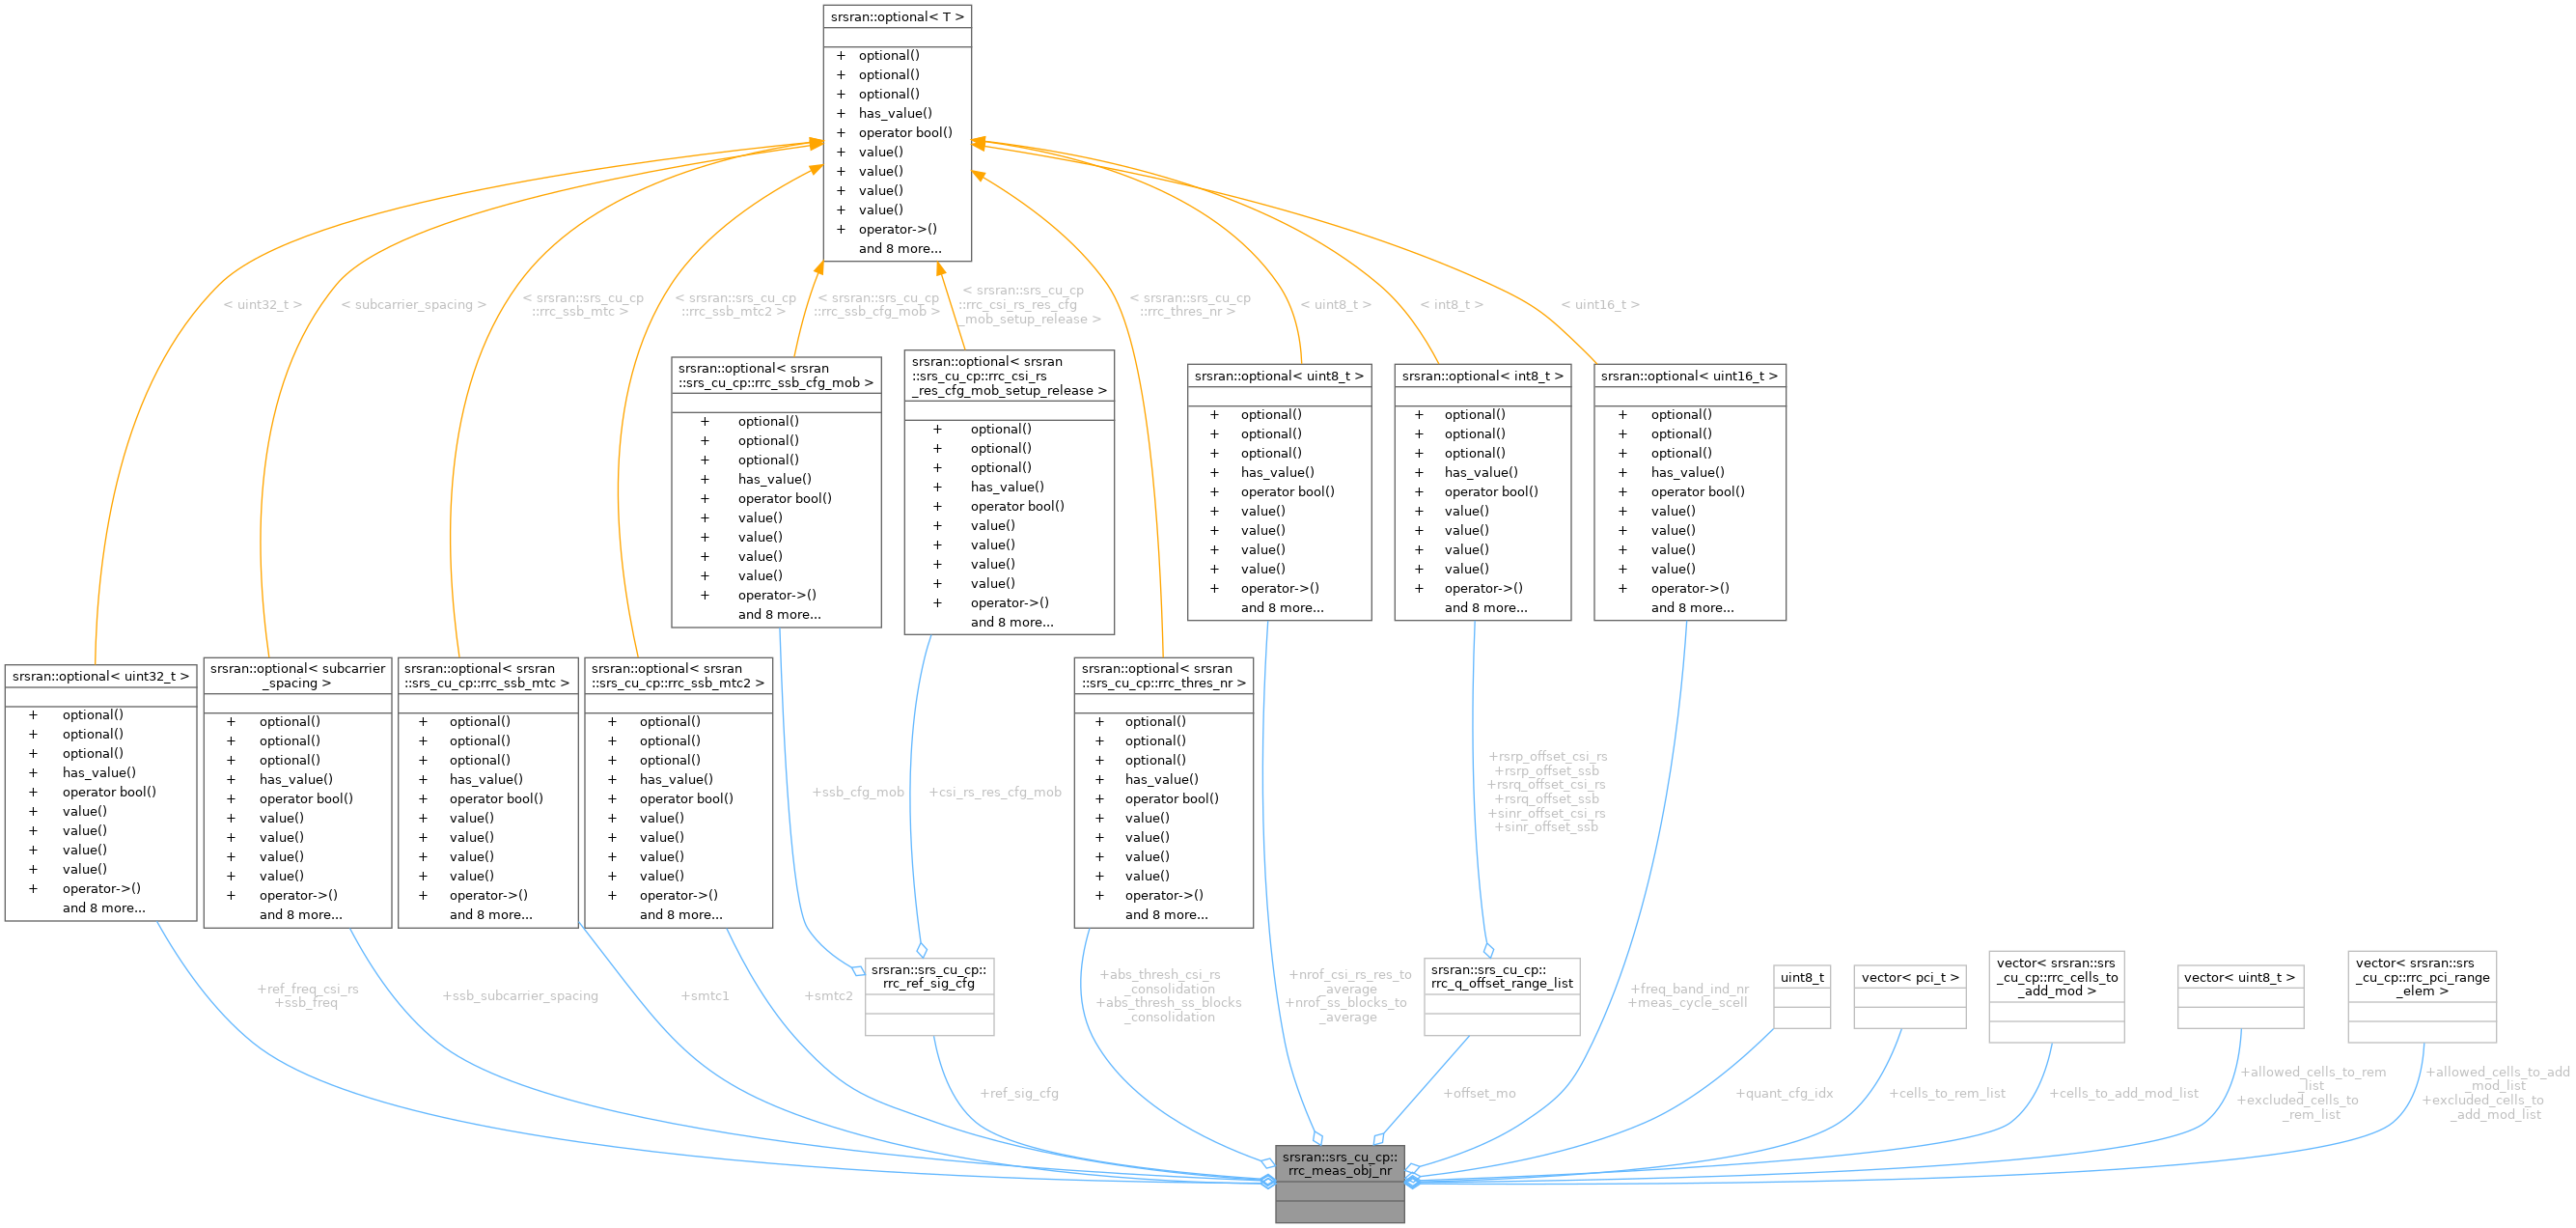 srsran::optional< T >
+ optional()
+ optional()
+ optional()
+ has_value()
+ operator bool()
+ value()
+ value()
+ value()
+ value()
+ operator->()
and 8 more...
< uint32_t >
< subcarrier_spacing >
< srsran::srs_cu_cp
::rrc_ssb_mtc >
< srsran::srs_cu_cp
::rrc_ssb_mtc2 >
< srsran::srs_cu_cp
::rrc_ssb_cfg_mob >
< srsran::srs_cu_cp
::rrc_csi_rs_res_cfg
_mob_setup_release >
< srsran::srs_cu_cp
::rrc_thres_nr >
< uint8_t >
< int8_t >
< uint16_t >
srsran::optional< srsran
::srs_cu_cp::rrc_ssb_cfg_mob >
+ optional()
+ optional()
+ optional()
+ has_value()
+ operator bool()
+ value()
+ value()
+ value()
+ value()
+ operator->()
and 8 more...
srsran::optional< srsran
::srs_cu_cp::rrc_csi_rs
_res_cfg_mob_setup_release >
+ optional()
+ optional()
+ optional()
+ has_value()
+ operator bool()
+ value()
+ value()
+ value()
+ value()
+ operator->()
and 8 more...
srsran::optional< uint8_t >
+ optional()
+ optional()
+ optional()
+ has_value()
+ operator bool()
+ value()
+ value()
+ value()
+ value()
+ operator->()
and 8 more...
srsran::optional< int8_t >
+ optional()
+ optional()
+ optional()
+ has_value()
+ operator bool()
+ value()
+ value()
+ value()
+ value()
+ operator->()
and 8 more...
srsran::optional< uint16_t >
+ optional()
+ optional()
+ optional()
+ has_value()
+ operator bool()
+ value()
+ value()
+ value()
+ value()
+ operator->()
and 8 more...
srsran::optional< uint32_t >
+ optional()
+ optional()
+ optional()
+ has_value()
+ operator bool()
+ value()
+ value()
+ value()
+ value()
+ operator->()
and 8 more...
srsran::optional< subcarrier
_spacing >
+ optional()
+ optional()
+ optional()
+ has_value()
+ operator bool()
+ value()
+ value()
+ value()
+ value()
+ operator->()
and 8 more...
srsran::optional< srsran
::srs_cu_cp::rrc_ssb_mtc >
+ optional()
+ optional()
+ optional()
+ has_value()
+ operator bool()
+ value()
+ value()
+ value()
+ value()
+ operator->()
and 8 more...
srsran::optional< srsran
::srs_cu_cp::rrc_ssb_mtc2 >
+ optional()
+ optional()
+ optional()
+ has_value()
+ operator bool()
+ value()
+ value()
+ value()
+ value()
+ operator->()
and 8 more...
srsran::optional< srsran
::srs_cu_cp::rrc_thres_nr >
+ optional()
+ optional()
+ optional()
+ has_value()
+ operator bool()
+ value()
+ value()
+ value()
+ value()
+ operator->()
and 8 more...
+ssb_cfg_mob
+csi_rs_res_cfg_mob
+rsrp_offset_csi_rs
+rsrp_offset_ssb
+rsrq_offset_csi_rs
+rsrq_offset_ssb
+sinr_offset_csi_rs
+sinr_offset_ssb
+ref_freq_csi_rs
+ssb_freq
+ssb_subcarrier_spacing
+smtc1
+smtc2
srsran::srs_cu_cp::
rrc_ref_sig_cfg
+abs_thresh_csi_rs
_consolidation
+abs_thresh_ss_blocks
_consolidation
+nrof_csi_rs_res_to
_average
+nrof_ss_blocks_to
_average
srsran::srs_cu_cp::
rrc_q_offset_range_list
+freq_band_ind_nr
+meas_cycle_scell
uint8_t
vector< pci_t >
vector< srsran::srs
_cu_cp::rrc_cells_to
_add_mod >
vector< uint8_t >
vector< srsran::srs
_cu_cp::rrc_pci_range
_elem >
+ref_sig_cfg
+offset_mo
+quant_cfg_idx
+cells_to_rem_list
+cells_to_add_mod_list
+allowed_cells_to_rem
_list
+excluded_cells_to
_rem_list
+allowed_cells_to_add
_mod_list
+excluded_cells_to
_add_mod_list
srsran::srs_cu_cp::
rrc_meas_obj_nr